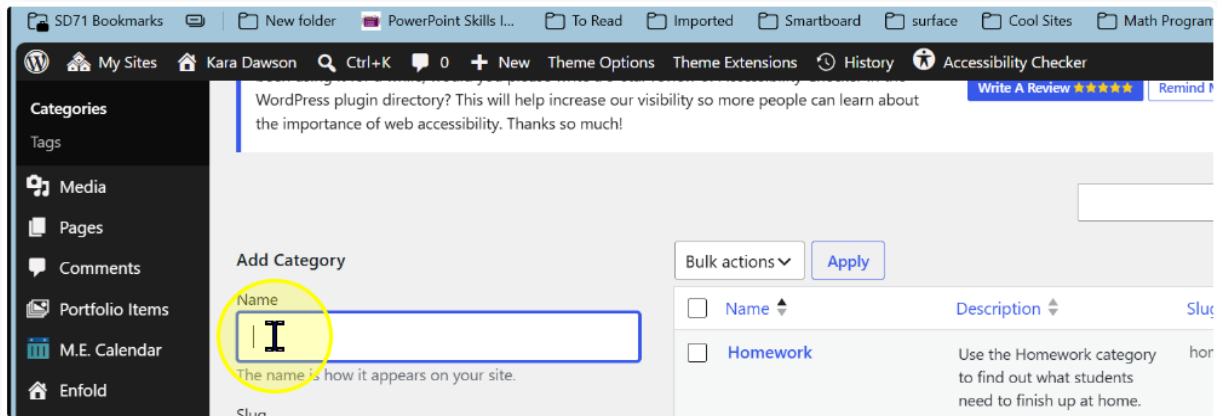 SD71 Bookmarks New folder PowerPoint Skills I... To Read Imported Smartboard surface Cool Sites Math Program
My Sites Kara Dawson Ctrl+K 0 New Theme Options Theme Extensions History Accessibility Checker
WordPress plugin directory? This will help increase our visibility so more people can learn about
the importance of web accessibility. Thanks so much!
Write A Review ★★★★★ Remind
Categories
Tags
Media
Pages
Comments
Portfolio Items
M.E. Calendar
Enfold
Add Category
Name
The name is how it appears on your site.
Slug
Bulk actions Apply
Name Description Slug
Homework Use the Homework category hor
to find out what students
need to finish up at home.